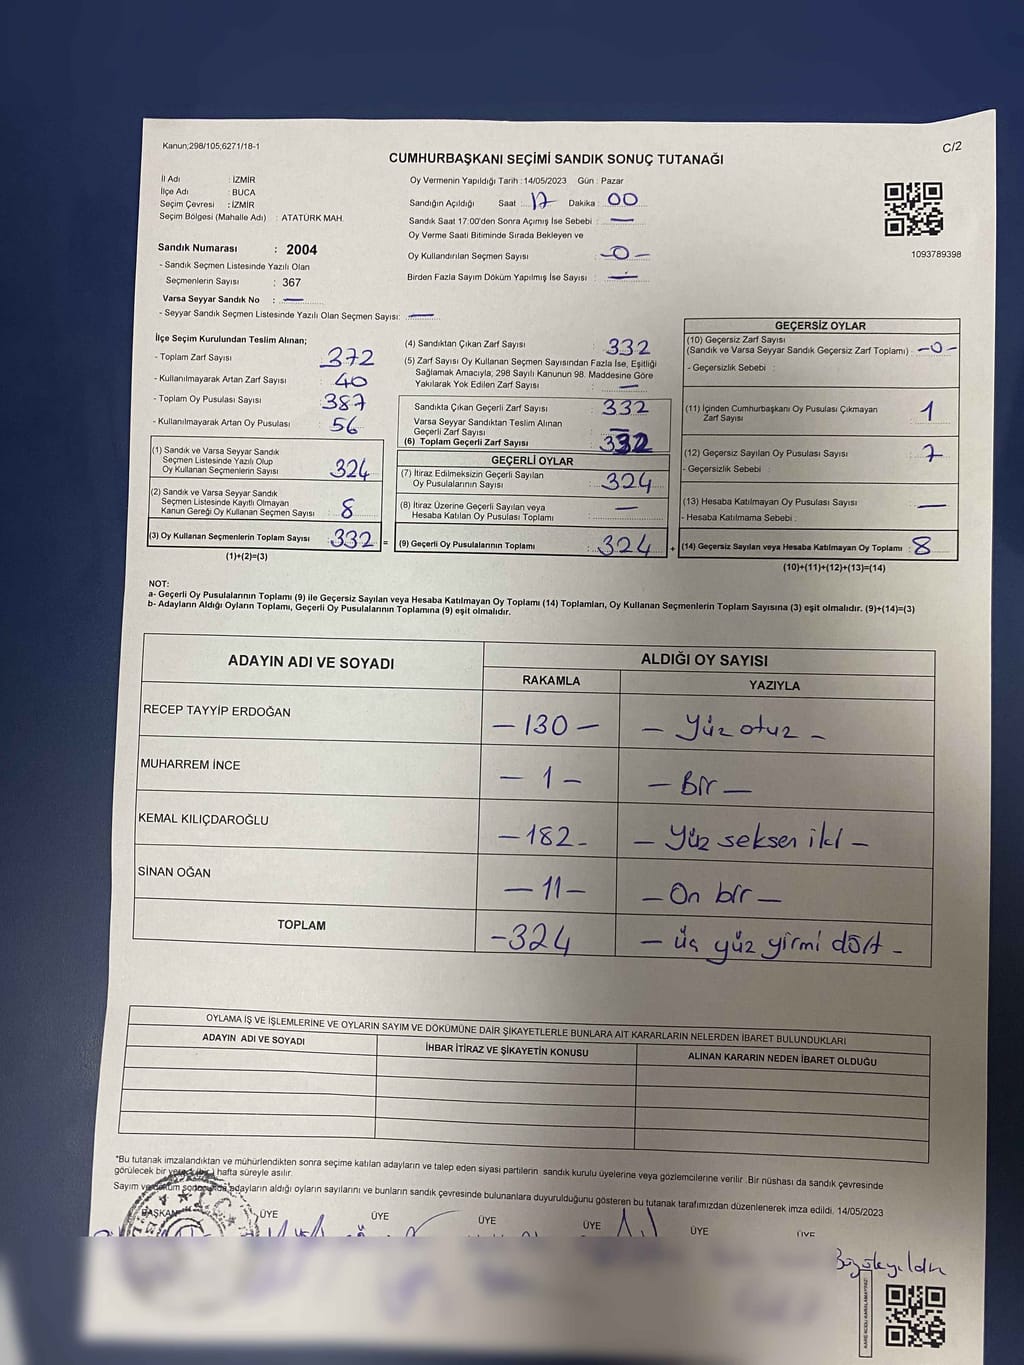 Kanun;298/105;6271/18-1
C/2
CUMHURBAŞKANI SEÇİMİ SANDIK SONUÇ TUTANAĞI
İl Adı : İZMİR
İlçe Adı : BUCA
Seçim Çevresi : İZMİR
Seçim Bölgesi (Mahalle Adı) : ATATÜRK MAH.
Sandık Numarası : 2004
- Sandık Seçmen Listesinde Yazılı Olan
Seçmenlerin Sayısı : 367
Varsa Seyyar Sandık No : —
- Seyyar Sandık Seçmen Listesinde Yazılı Olan Seçmen Sayısı: —
Oy Vermenin Yapıldığı Tarih : 14/05/2023 Gün : Pazar
Sandığın Açıldığı Saat : 17 Dakika : 00
Sandık Saat 17:00'den Sonra Açımış İse Sebebi : —
Oy Verme Saati Bitiminde Sırada Bekleyen ve
Oy Kullandırılan Seçmen Sayısı : —0—
Birden Fazla Sayım Döküm Yapılmış İse Sayısı : —
1093789398
İlçe Seçim Kurulundan Teslim Alınan;
- Toplam Zarf Sayısı : 372
- Kullanılmayarak Artan Zarf Sayısı : 40
- Toplam Oy Pusulası Sayısı : 387
- Kullanılmayarak Artan Oy Pusulası : 56
(1) Sandık ve Varsa Seyyar Sandık
Seçmen Listesinde Yazılı Olup
Oy Kullanan Seçmenlerin Sayısı : 324
(2) Sandık ve Varsa Seyyar Sandık
Seçmen Listesinde Kayıtlı Olmayan
Kanun Gereği Oy Kullanan Seçmen Sayısı : 8
(3) Oy Kullanan Seçmenlerin Toplam Sayısı : 332
(1)+(2)=(3)
(4) Sandıktan Çıkan Zarf Sayısı : 332
(5) Zarf Sayısı Oy Kullanan Seçmen Sayısından Fazla İse, Eşitliği
Sağlamak Amacıyla, 298 Sayılı Kanunun 98. Maddesine Göre
Yakılarak Yok Edilen Zarf Sayısı : —
Sandıkta Çıkan Geçerli Zarf Sayısı : 332
Varsa Seyyar Sandıktan Teslim Alınan
Geçerli Zarf Sayısı : —
(6) Toplam Geçerli Zarf Sayısı : 332
GEÇERLİ OYLAR
(7) İtiraz Edilmeksizin Geçerli Sayılan
Oy Pusulalarının Sayısı : 324
(8) İtiraz Üzerine Geçerli Sayılan veya
Hesaba Katılan Oy Pusulası Toplamı : —
= (9) Geçerli Oy Pusulalarının Toplamı : 324
GEÇERSİZ OYLAR
(10) Geçersiz Zarf Sayısı
(Sandık ve Varsa Seyyar Sandık Geçersiz Zarf Toplamı) : —0—
- Geçersizlik Sebebi :
(11) İçinden Cumhurbaşkanı Oy Pusulası Çıkmayan
Zarf Sayısı : 1
(12) Geçersiz Sayılan Oy Pusulası Sayısı : 7
- Geçersizlik Sebebi :
(13) Hesaba Katılmayan Oy Pusulası Sayısı : —
- Hesaba Katılmama Sebebi :
+ (14) Geçersiz Sayılan veya Hesaba Katılmayan Oy Toplamı : 8
(10)+(11)+(12)+(13)=(14)
NOT:
a- Geçerli Oy Pusulalarının Toplamı (9) ile Geçersiz Sayılan veya Hesaba Katılmayan Oy Toplamı (14) Toplamları, Oy Kullanan Seçmenlerin Toplam Sayısına (3) eşit olmalıdır. (9)+(14)=(3)
b- Adayların Aldığı Oyların Toplamı, Geçerli Oy Pusulalarının Toplamına (9) eşit olmalıdır.
ADAYIN ADI VE SOYADI
ALDIĞI OY SAYISI
RAKAMLA YAZIYLA
RECEP TAYYİP ERDOĞAN —130— — Yüz otuz —
MUHARREM İNCE — 1 — — Bir —
KEMAL KILIÇDAROĞLU —182— — Yüz seksen iki —
SİNAN OĞAN —11— — On bir —
TOPLAM —324 — üç yüz yirmi dört —
OYLAMA İŞ VE İŞLEMLERİNE VE OYLARIN SAYIM VE DÖKÜMÜNE DAİR ŞİKAYETLERLE BUNLARA AİT KARARLARIN NELERDEN İBARET BULUNDUKLARI
ADAYIN ADI VE SOYADI İHBAR İTİRAZ VE ŞİKAYETİN KONUSU ALINAN KARARIN NEDEN İBARET OLDUĞU
*Bu tutanak imzalandıktan ve mühürlendikten sonra seçime katılan adayların ve talep eden siyasi partilerin sandık kurulu üyelerine veya gözlemcilerine verilir .Bir nüshası da sandık çevresinde
görülecek bir yere (bir) hafta süreyle asılır.
Sayım ve döküm sonucunda adayların aldığı oyların sayılarını ve bunların sandık çevresinde bulunanlara duyurulduğunu gösteren bu tutanak tarafımızdan düzenlenerek imza edildi. 14/05/2023
BAŞKAN ÜYE ÜYE ÜYE ÜYE ÜYE ÜYE